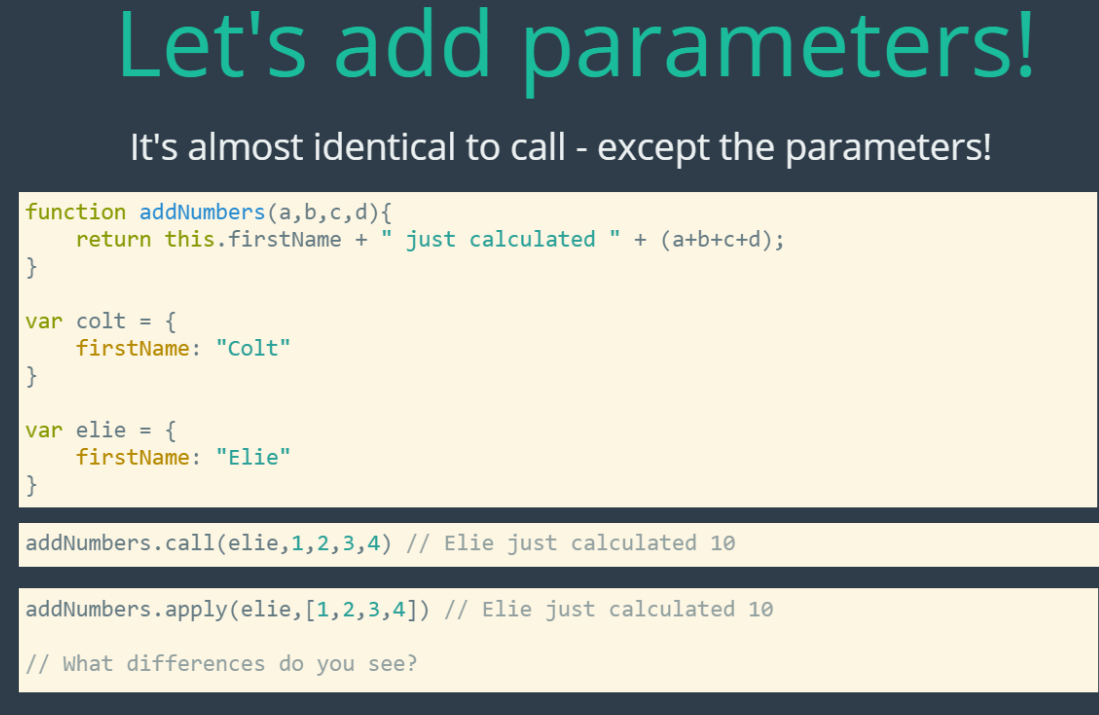 Let's add parameters!
It's almost identical to call - except the parameters!
function addNumbers(a,b,c,d){
    return this.firstName + " just calculated " + (a+b+c+d);
}
var colt = {
    firstName: "Colt"
}
var elie = {
    firstName: "Elie"
}
addNumbers.call(elie,1,2,3,4) // Elie just calculated 10
addNumbers.apply(elie,[1,2,3,4]) // Elie just calculated 10
// What differences do you see?